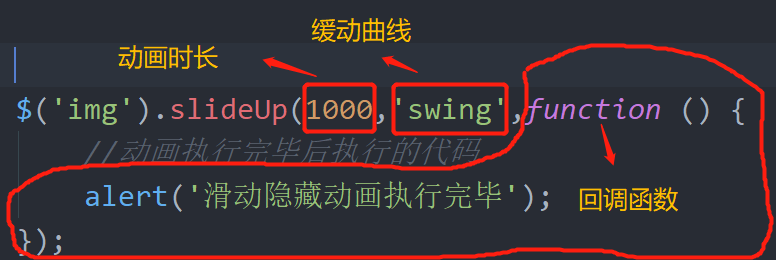 缓动曲线
动画时长
$('img').slideUp(1000,'swing',function () {
//动画执行完毕后执行的代码
alert('滑动隐藏动画执行完毕');
回调函数
});